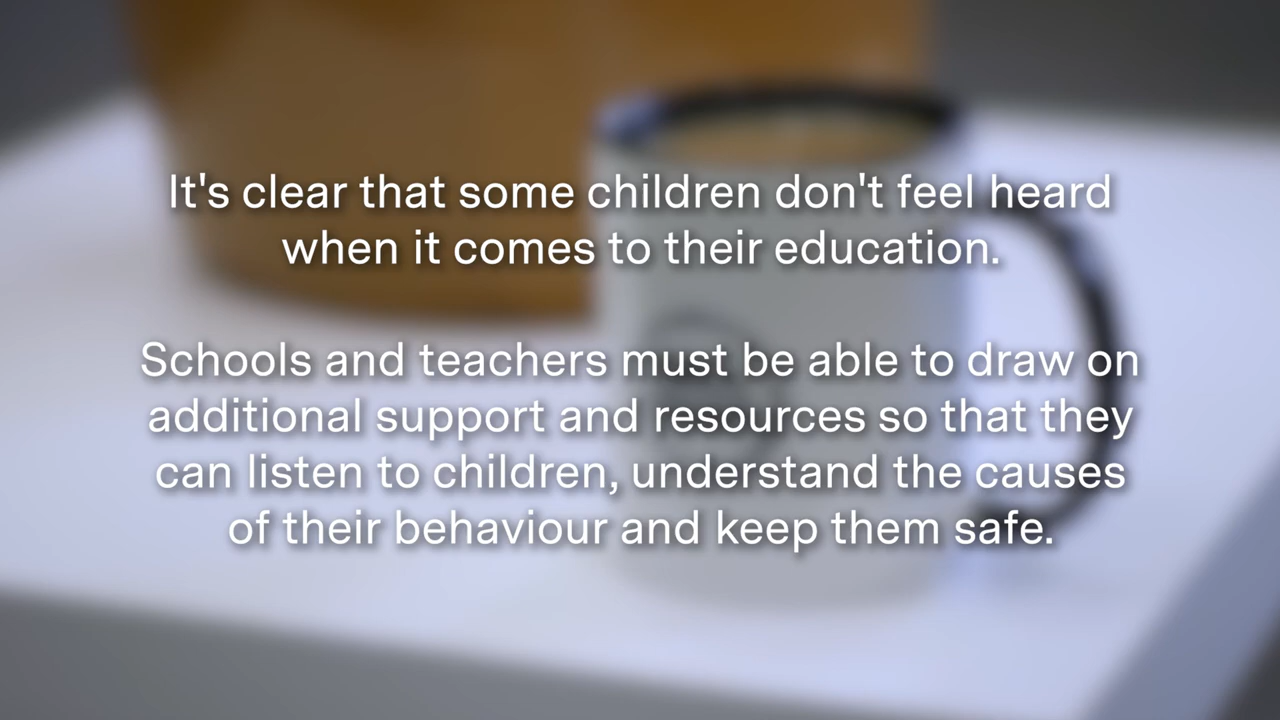 It's clear that some children don't feel heard
when it comes to their education.
Schools and teachers must be able to draw on
additional support and resources so that they
can listen to children, understand the causes
of their behaviour and keep them safe.